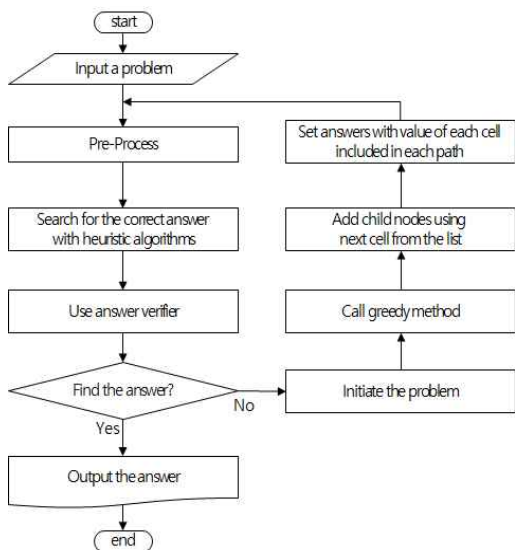 start
Input a problem
Pre-Process
Search for the correct answer
with heuristic algorithms
Use answer verifier
Find the answer?
No
Yes
Output the answer
end
Initiate the problem
Call greedy method
Add child nodes using
next cell from the list
Set answers with value of each cell
included in each path